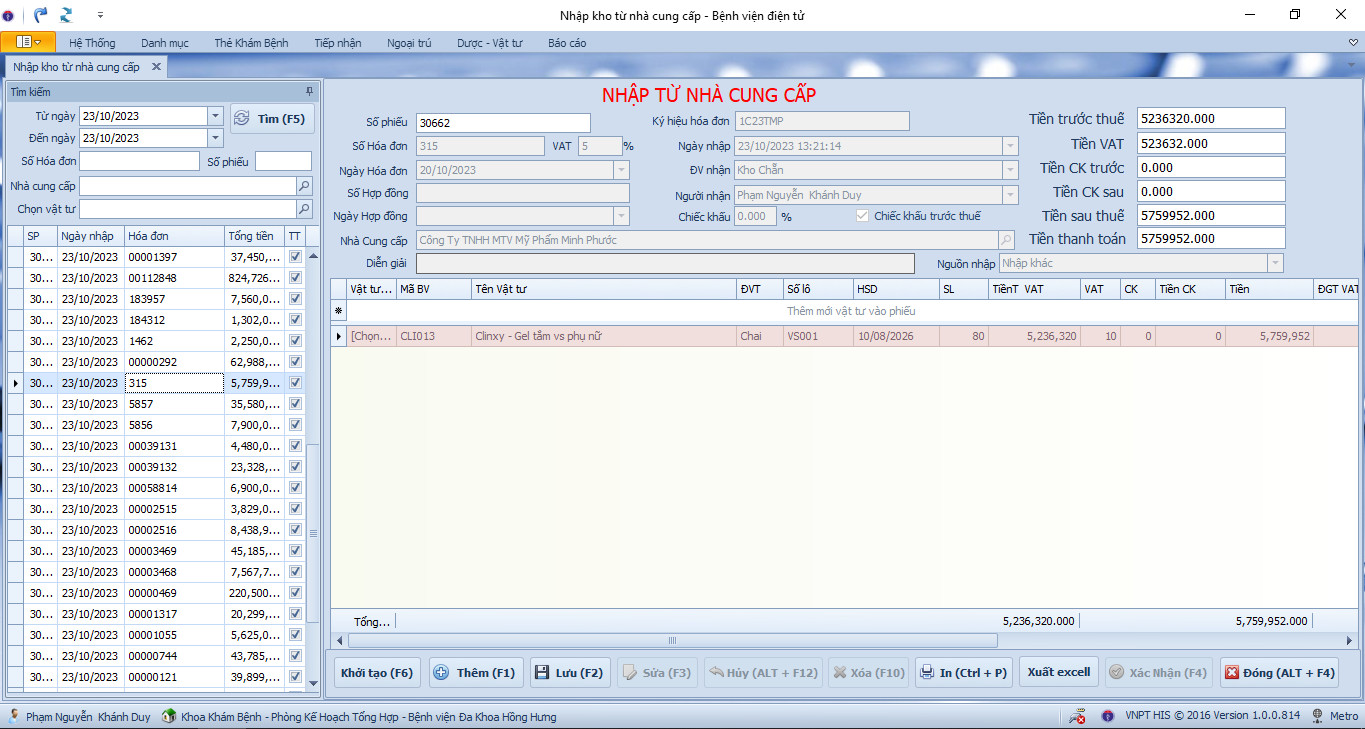 Nhập kho từ nhà cung cấp - Bệnh viện điện tử
Hệ Thống Danh mục Thẻ Khám Bệnh Tiếp nhận Ngoại trú Dược - Vật tư Báo cáo
Nhập kho từ nhà cung cấp
Tìm kiếm
Từ ngày 23/10/2023 Tìm (F5)
Đến ngày 23/10/2023
Số Hóa đơn Số phiếu
Nhà cung cấp
Chọn vật tư
SP Ngày nhập Hóa đơn Tổng tiền TT
30... 23/10/2023 00001397 37,450,...
30... 23/10/2023 00112848 824,726...
30... 23/10/2023 183957 7,560,0...
30... 23/10/2023 184312 1,302,0...
30... 23/10/2023 1462 2,250,0...
30... 23/10/2023 00000292 62,988,...
30... 23/10/2023 315 5,759,9...
30... 23/10/2023 5857 35,580,...
30... 23/10/2023 5856 7,900,0...
30... 23/10/2023 00039131 4,480,0...
30... 23/10/2023 00039132 23,328,...
30... 23/10/2023 00058814 6,900,0...
30... 23/10/2023 00002515 3,829,0...
30... 23/10/2023 00002516 8,438,9...
30... 23/10/2023 00003469 45,185,...
30... 23/10/2023 00003468 7,567,7...
30... 23/10/2023 00000469 220,500...
30... 23/10/2023 00001317 20,299,...
30... 23/10/2023 00001055 5,625,0...
30... 23/10/2023 00000744 43,785,...
30... 23/10/2023 00000121 39,899,...
NHẬP TỪ NHÀ CUNG CẤP
Số phiếu 30662 Ký hiệu hóa đơn 1C23TMP Tiền trước thuế 5236320.000
Số Hóa đơn 315 VAT 5 % Ngày nhập 23/10/2023 13:21:14 Tiền VAT 523632.000
Ngày Hóa đơn 20/10/2023 ĐV nhận Kho Chẵn Tiền CK trước 0.000
Số Hợp đồng Người nhận Phạm Nguyễn Khánh Duy Tiền CK sau 0.000
Ngày Hợp đồng Chiếc khấu 0.000 % Chiếc khấu trước thuế Tiền sau thuế 5759952.000
Nhà Cung cấp Công Ty TNHH MTV Mỹ Phẩm Minh Phước Tiền thanh toán 5759952.000
Diễn giải Nguồn nhập Nhập khác
Vật tư... Mã BV Tên Vật tư ĐVT Số lô HSD SL TiềnT VAT VAT CK Tiền CK Tiền ĐGT VAT
Thêm mới vật tư vào phiếu
[Chọn... CLI013 Clinxy - Gel tắm vs phụ nữ Chai VS001 10/08/2026 80 5,236,320 10 0 0 5,759,952
Tổng... 5,236,320.000 5,759,952.000
Khởi tạo (F6) Thêm (F1) Lưu (F2) Sửa (F3) Hủy (ALT + F12) Xóa (F10) In (Ctrl + P) Xuất excell Xác Nhận (F4) Đóng (ALT + F4)
Phạm Nguyễn Khánh Duy Khoa Khám Bệnh - Phòng Kế Hoạch Tổng Hợp - Bệnh viện Đa Khoa Hồng Hưng VNPT HIS © 2016 Version 1.0.0.814 Metro